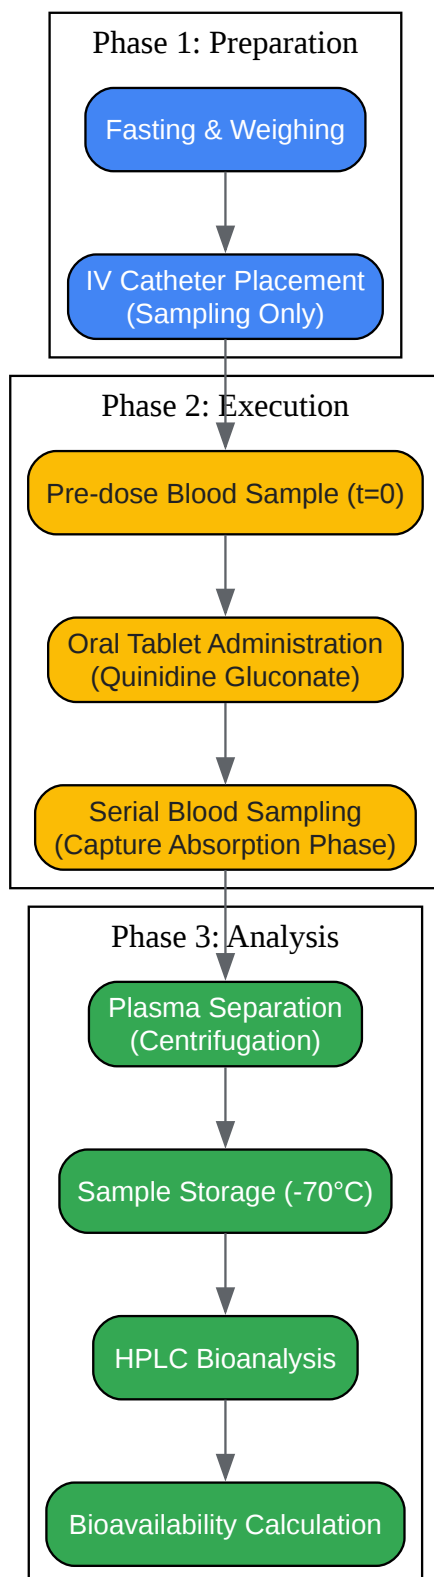 Phase 1: Preparation
Fasting & Weighing
IV Catheter Placement
(Sampling Only)
Phase 2: Execution
Pre-dose Blood Sample (t=0)
Oral Tablet Administration
(Quinidine Gluconate)
Serial Blood Sampling
(Capture Absorption Phase)
Phase 3: Analysis
Plasma Separation
(Centrifugation)
Sample Storage (-70°C)
HPLC Bioanalysis
Bioavailability Calculation